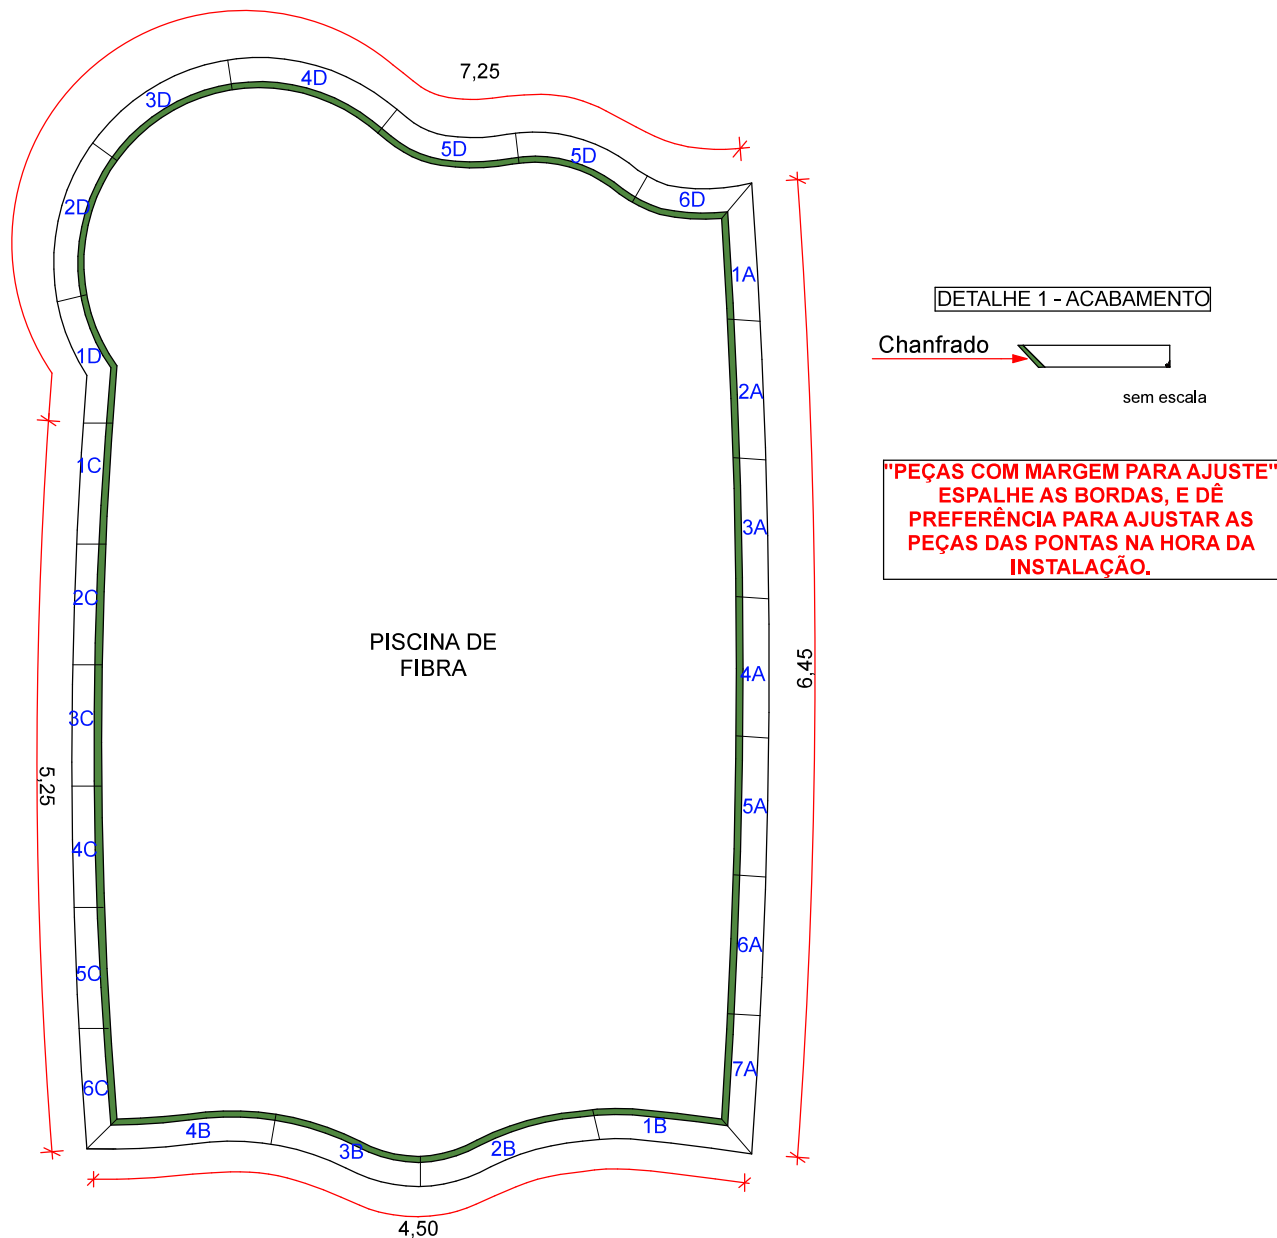 7,25
4D
3D
5D
5D
6D
2D
1D
1A
2A
3A
4A
5A
6A
7A
6,45
1C
2C
3C
4C
5C
6C
5,25
PISCINA DE
FIBRA
4B
3B
2B
1B
4,50
DETALHE 1 - ACABAMENTO
Chanfrado
sem escala
"PEÇAS COM MARGEM PARA AJUSTE"
ESPALHE AS BORDAS, E DÊ
PREFERÊNCIA PARA AJUSTAR AS
PEÇAS DAS PONTAS NA HORA DA
INSTALAÇÃO.